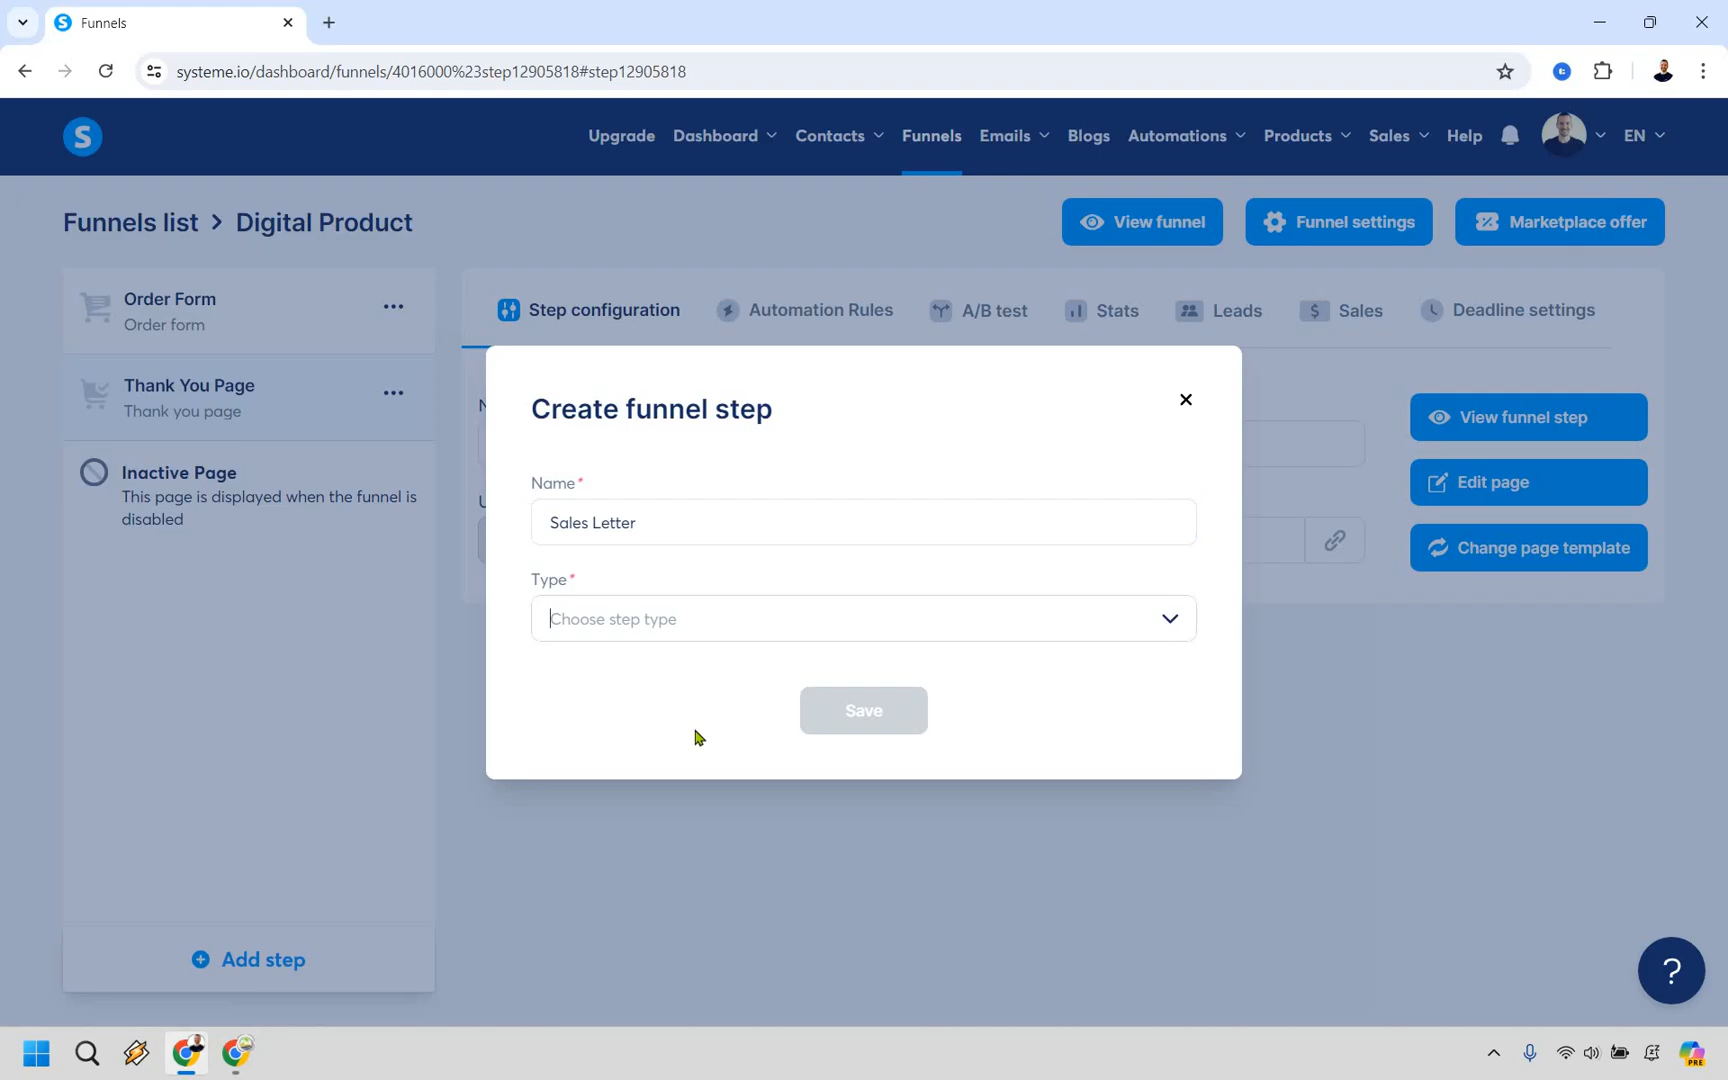 Funnels
systeme.io/dashboard/funnels/4016000%23step12905818#step12905818
S
Upgrade Dashboard Contacts Funnels Emails Blogs Automations Products Sales Help EN
Funnels list > Digital Product
View funnel
Funnel settings
Marketplace offer
Order Form
Order form
Step configuration
Automation Rules
A/B test
Stats
Leads
Sales
Deadline settings
Thank You Page
Thank you page
Inactive Page
This page is displayed when the funnel is
disabled
Add step
Create funnel step
Name*
Sales Letter
Type*
Choose step type
Save
View funnel step
Edit page
Change page template
?
PRE